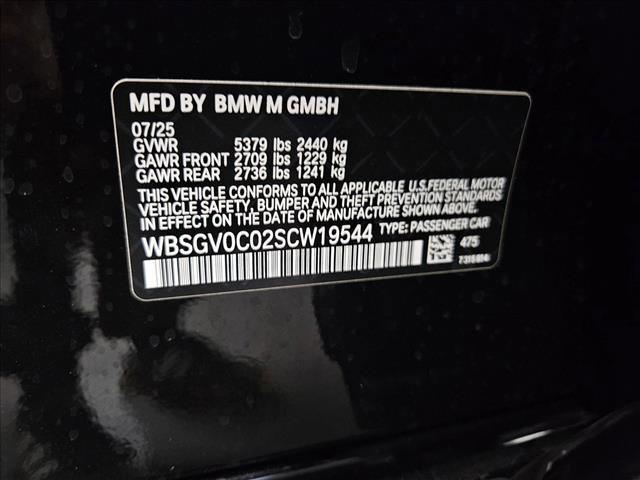 MFD BY BMW M GMBH
07/25
GVWR 5379 lbs 2440 kg
GAWR FRONT 2709 lbs 1229 kg
GAWR REAR 2736 lbs 1241 kg
THIS VEHICLE CONFORMS TO ALL APPLICABLE U.S.FEDERAL MOTOR
VEHICLE SAFETY, BUMPER AND THEFT PREVENTION STANDARDS
IN EFFECT ON THE DATE OF MANUFACTURE SHOWN ABOVE.
WBSGV0C02SCW19544 TYPE: PASSENGER CAR
475